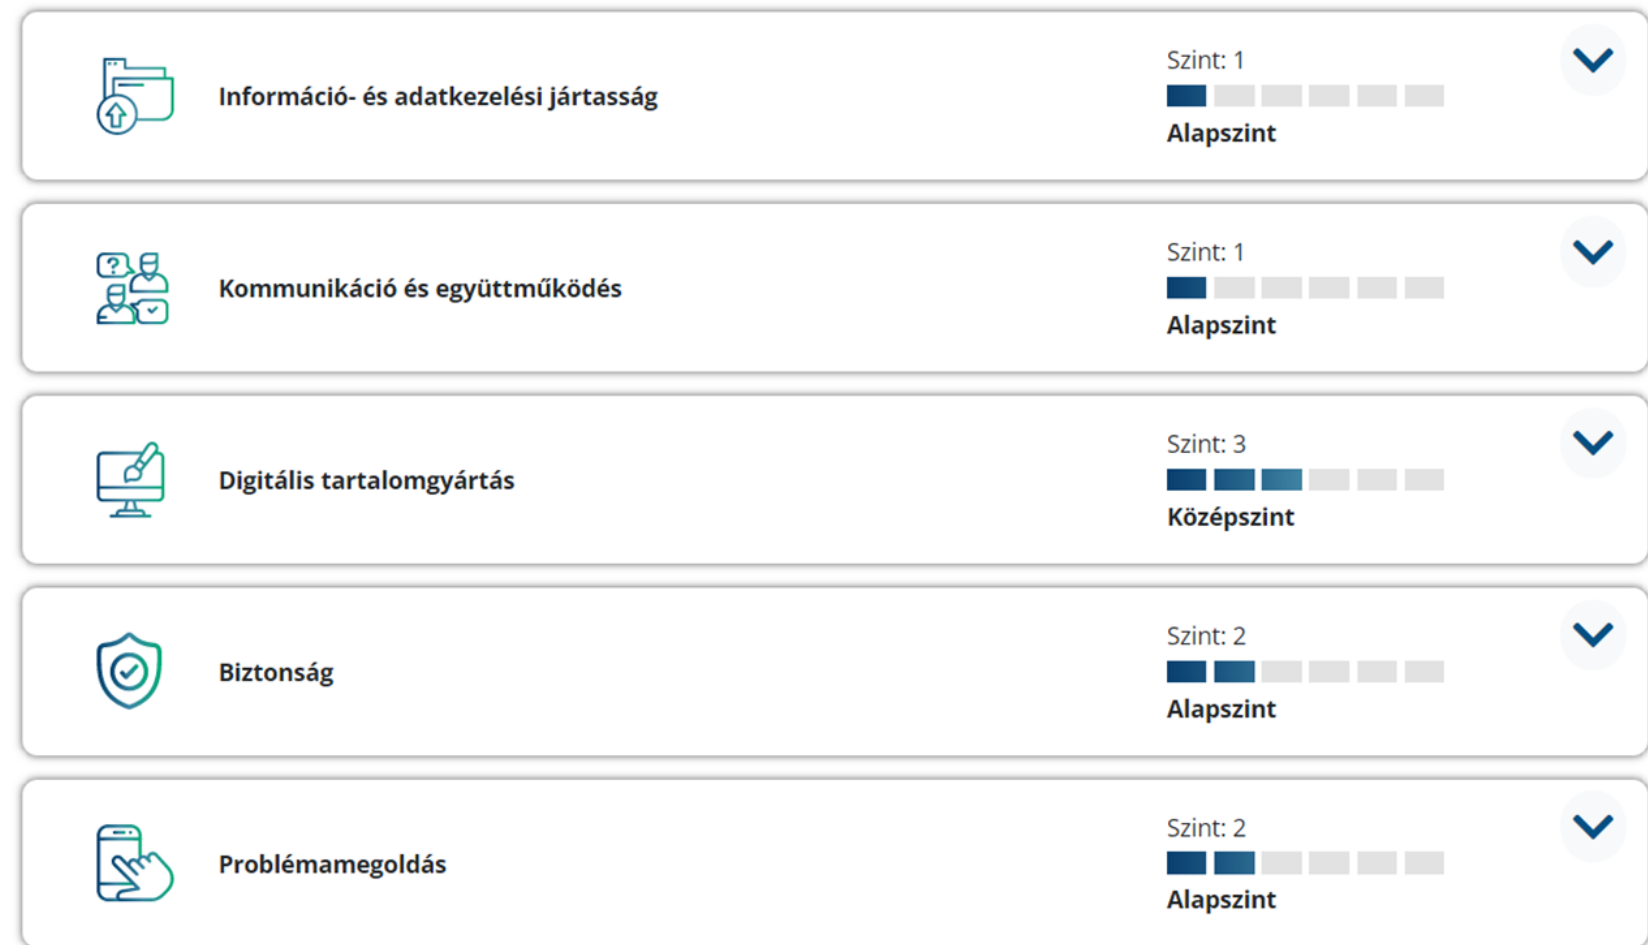 Információ- és adatkezelési jártasság
Szint: 1
Alapszint
Kommunikáció és együttműködés
Szint: 1
Alapszint
Digitális tartalomgyártás
Szint: 3
Középszint
Biztonság
Szint: 2
Alapszint
Problémamegoldás
Szint: 2
Alapszint